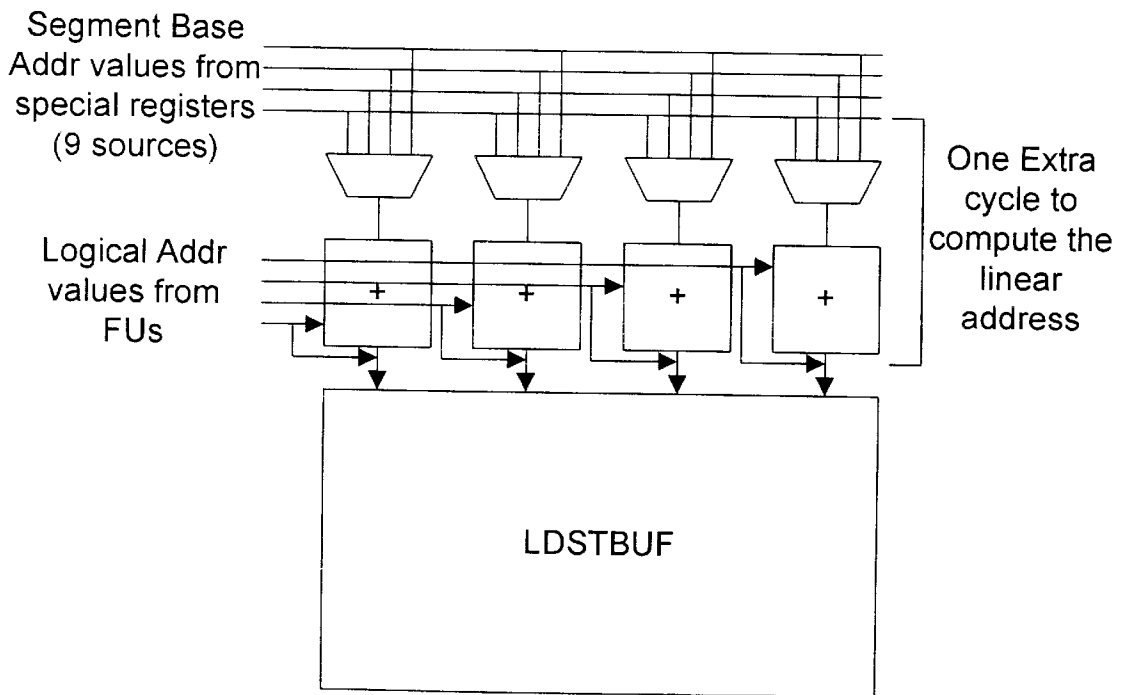 Segment Base
Addr values from
special registers
(9 sources)
One Extra
cycle to
compute the
linear
address
Logical Addr
values from
FUs
+
+
+
+
LDSTBUF